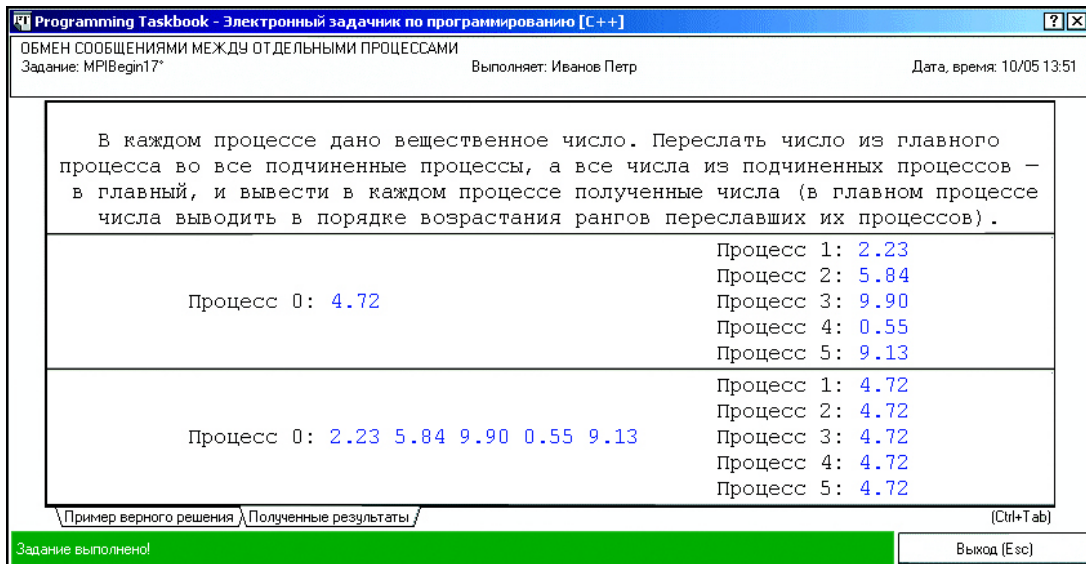 Programming Taskbook - Электронный задачник по программированию [C++]
ОБМЕН СООБЩЕНИЯМИ МЕЖДУ ОТДЕЛЬНЫМИ ПРОЦЕССАМИ
Задание: MPIBegin17* Выполняет: Иванов Петр Дата, время: 10/05 13:51
В каждом процессе дано вещественное число. Переслать число из главного
процесса во все подчиненные процессы, а все числа из подчиненных процессов —
в главный, и вывести в каждом процессе полученные числа (в главном процессе
числа выводить в порядке возрастания рангов переславших их процессов).
Процесс 0: 4.72
Процесс 1: 2.23
Процесс 2: 5.84
Процесс 3: 9.90
Процесс 4: 0.55
Процесс 5: 9.13
Процесс 0: 2.23 5.84 9.90 0.55 9.13
Процесс 1: 4.72
Процесс 2: 4.72
Процесс 3: 4.72
Процесс 4: 4.72
Процесс 5: 4.72
Пример верного решения Полученные результаты (Ctrl+Tab)
Задание выполнено! Выход (Esc)